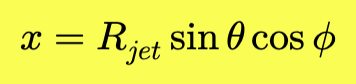 x = R_{jet} sin θ cos ϕ